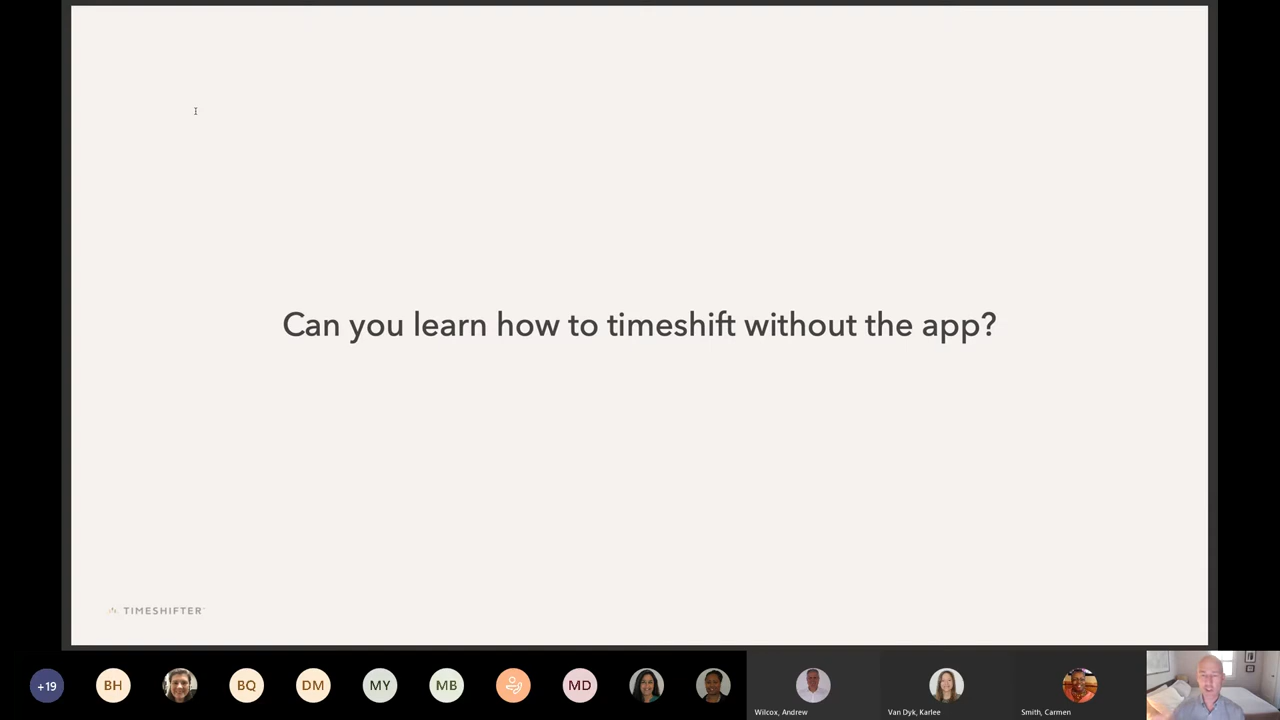 Can you learn how to timeshift without the app?
TIMESHIFTER
+19
BH
BQ
DM
MY
MB
MD
Wilcox, Andrew
Van Dyk, Karlee
Smith, Carmen